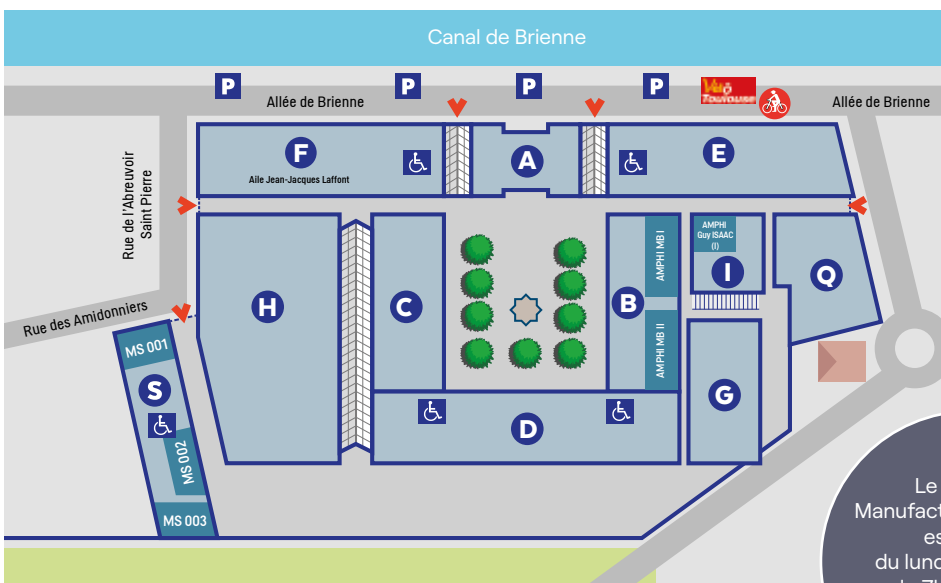 Canal de Brienne
P
P
P
P
Vélô
Toulouse
Allée de Brienne
Allée de Brienne
F
Aile Jean-Jacques Laffont
A
E
Rue de l'Abreuvoir
Saint Pierre
AMPHI
Guy ISAAC
(I)
AMPHI MB I
I
Q
H
C
B
Rue des Amidonniers
MS 001
AMPHI MB II
S
G
D
MS 002
MS 003
Le
Manufact
es
du lund